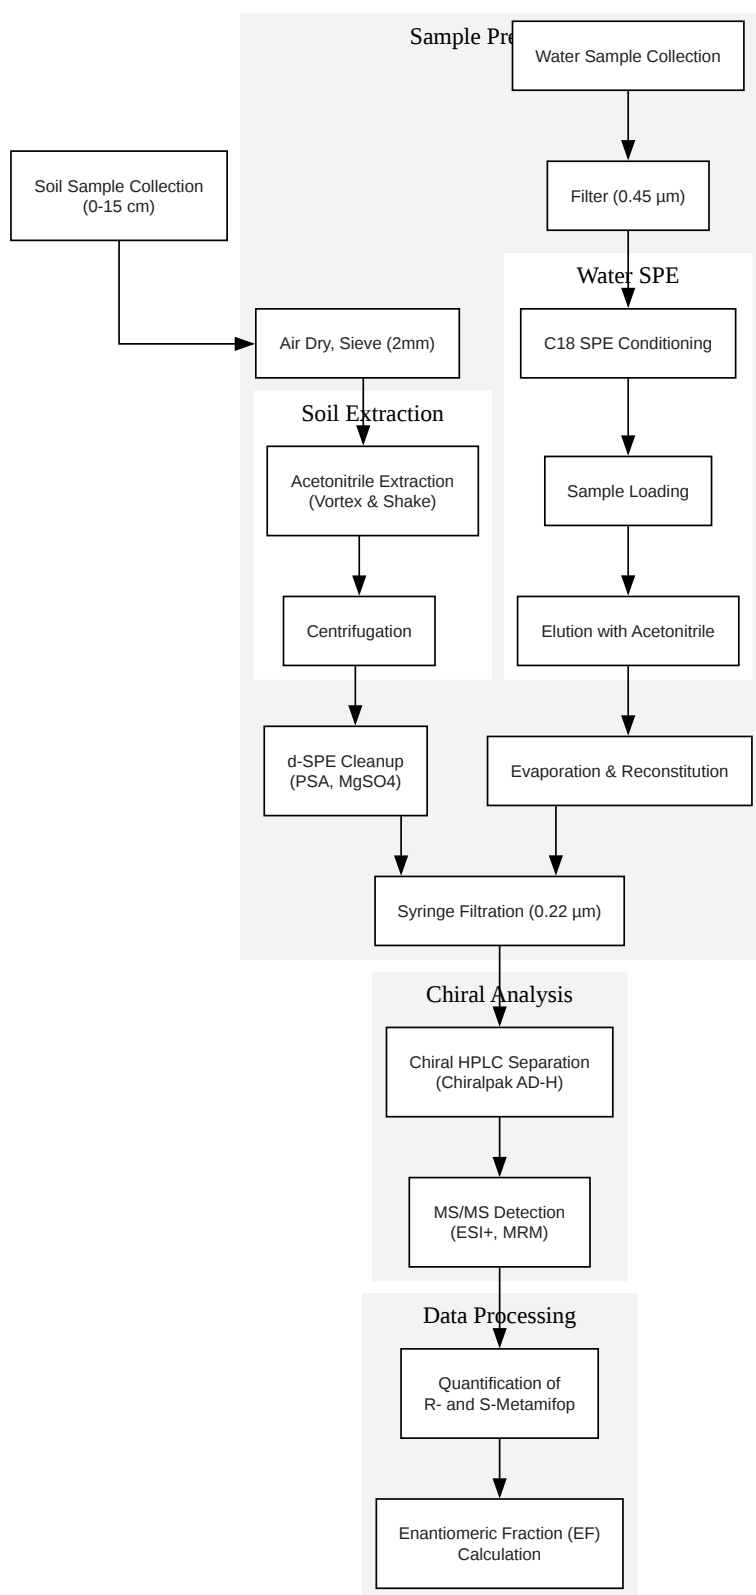 Sample Pre
Water Sample Collection
Soil Sample Collection
(0-15 cm)
Filter (0.45 µm)
Water SPE
Air Dry, Sieve (2mm)
C18 SPE Conditioning
Soil Extraction
Acetonitrile Extraction
(Vortex & Shake)
Sample Loading
Centrifugation
Elution with Acetonitrile
d-SPE Cleanup
(PSA, MgSO4)
Evaporation & Reconstitution
Syringe Filtration (0.22 µm)
Chiral Analysis
Chiral HPLC Separation
(Chiralpak AD-H)
MS/MS Detection
(ESI+, MRM)
Data Processing
Quantification of
R- and S-Metamifop
Enantiomeric Fraction (EF)
Calculation